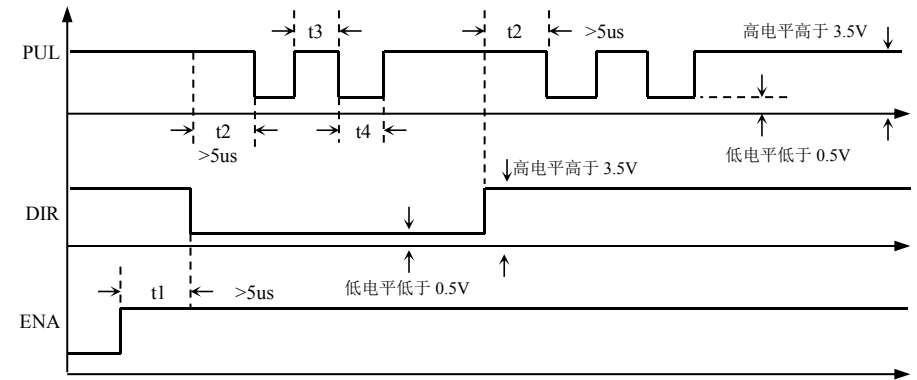 t3
t2
>5us
高电平高于 3.5V
PUL
t2
t4
>5us
低电平低于 0.5V
高电平高于 3.5V
DIR
t1
>5us
低电平低于 0.5V
ENA